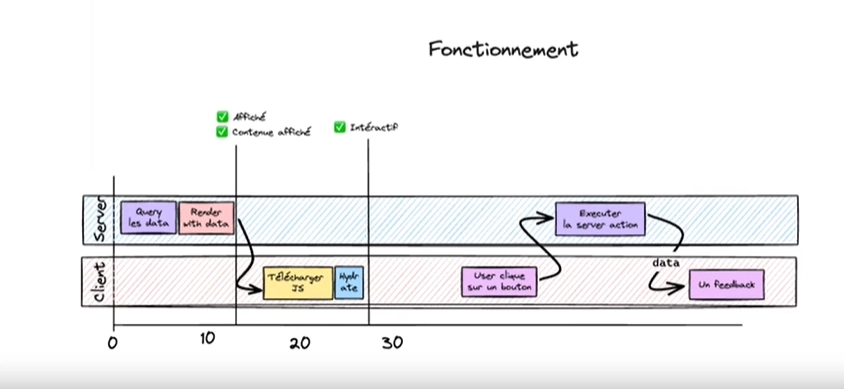 Fonctionnement
Affiché
Contenue affiché
Intéractif
Server
Query
les data
Render
with data
Executer
la server action
data
Client
Télécharger
JS
Hydr
ate
User clique
sur un bouton
Un feedback
0
10
20
30